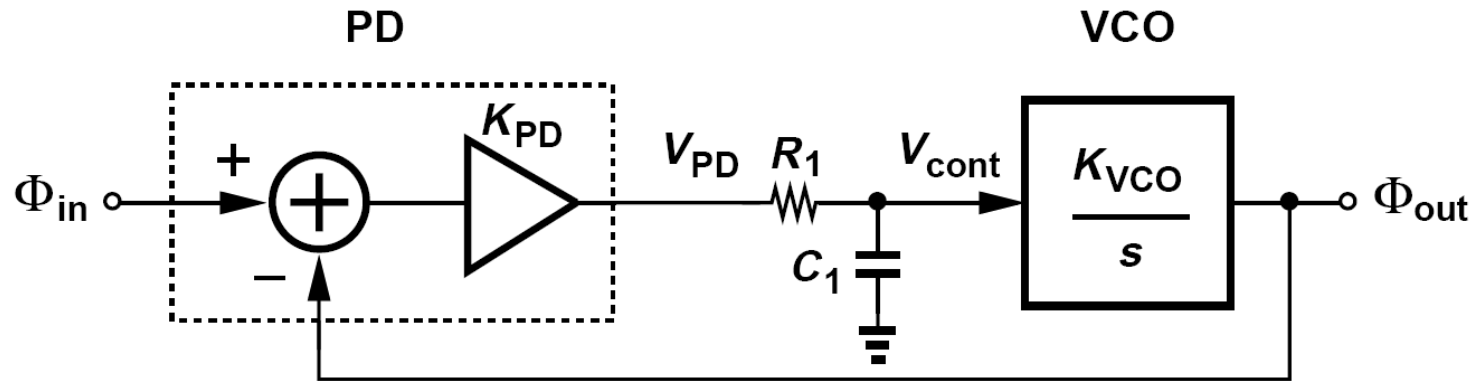 PD
VCO
K_PD
V_PD
R_1
V_cont
K_VCO
s
Φ_in
+
+
−
C_1
Φ_out